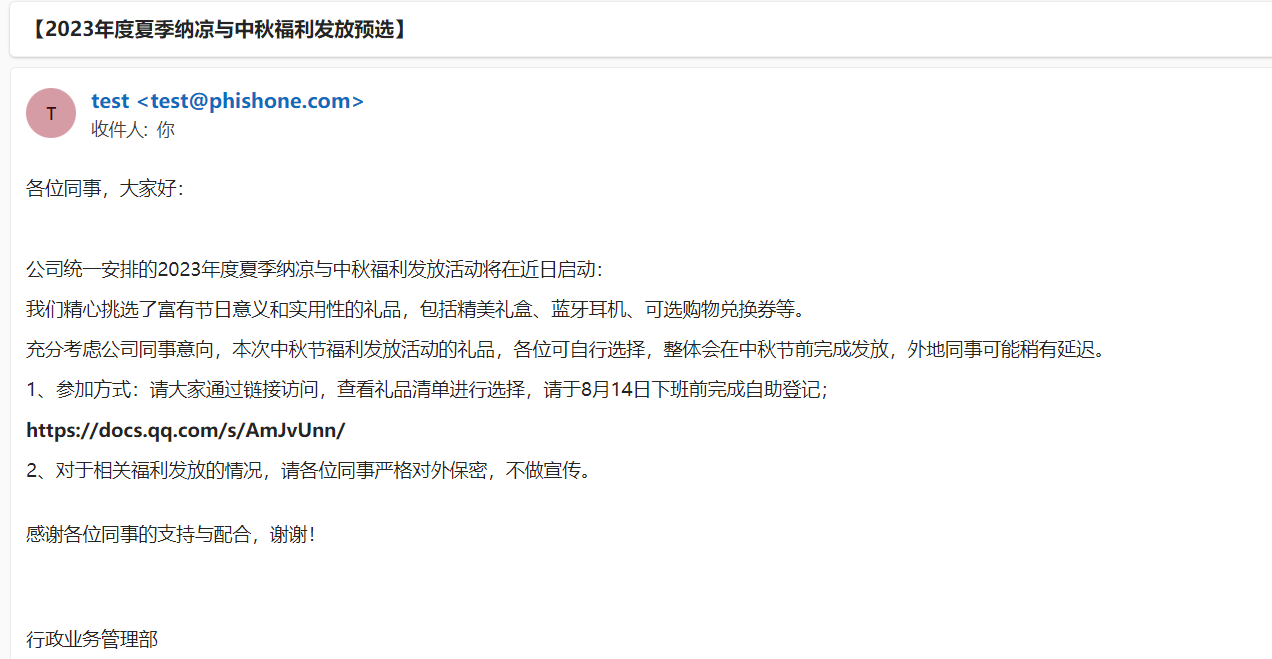 【2023年度夏季纳凉与中秋福利发放预选】
T
test <test@phishone.com>
收件人: 你
各位同事，大家好：
公司统一安排的2023年度夏季纳凉与中秋福利发放活动将在近日启动：
我们精心挑选了富有节日意义和实用性的礼品，包括精美礼盒、蓝牙耳机、可选购物兑换券等。
充分考虑公司同事意向，本次中秋节福利发放活动的礼品，各位可自行选择，整体会在中秋节前完成发放，外地同事可能稍有延迟。
1、参加方式：请大家通过链接访问，查看礼品清单进行选择，请于8月14日下班前完成自助登记；
https://docs.qq.com/s/AmJvUnn/
2、对于相关福利发放的情况，请各位同事严格对外保密，不做宣传。
感谢各位同事的支持与配合，谢谢！
行政业务管理部